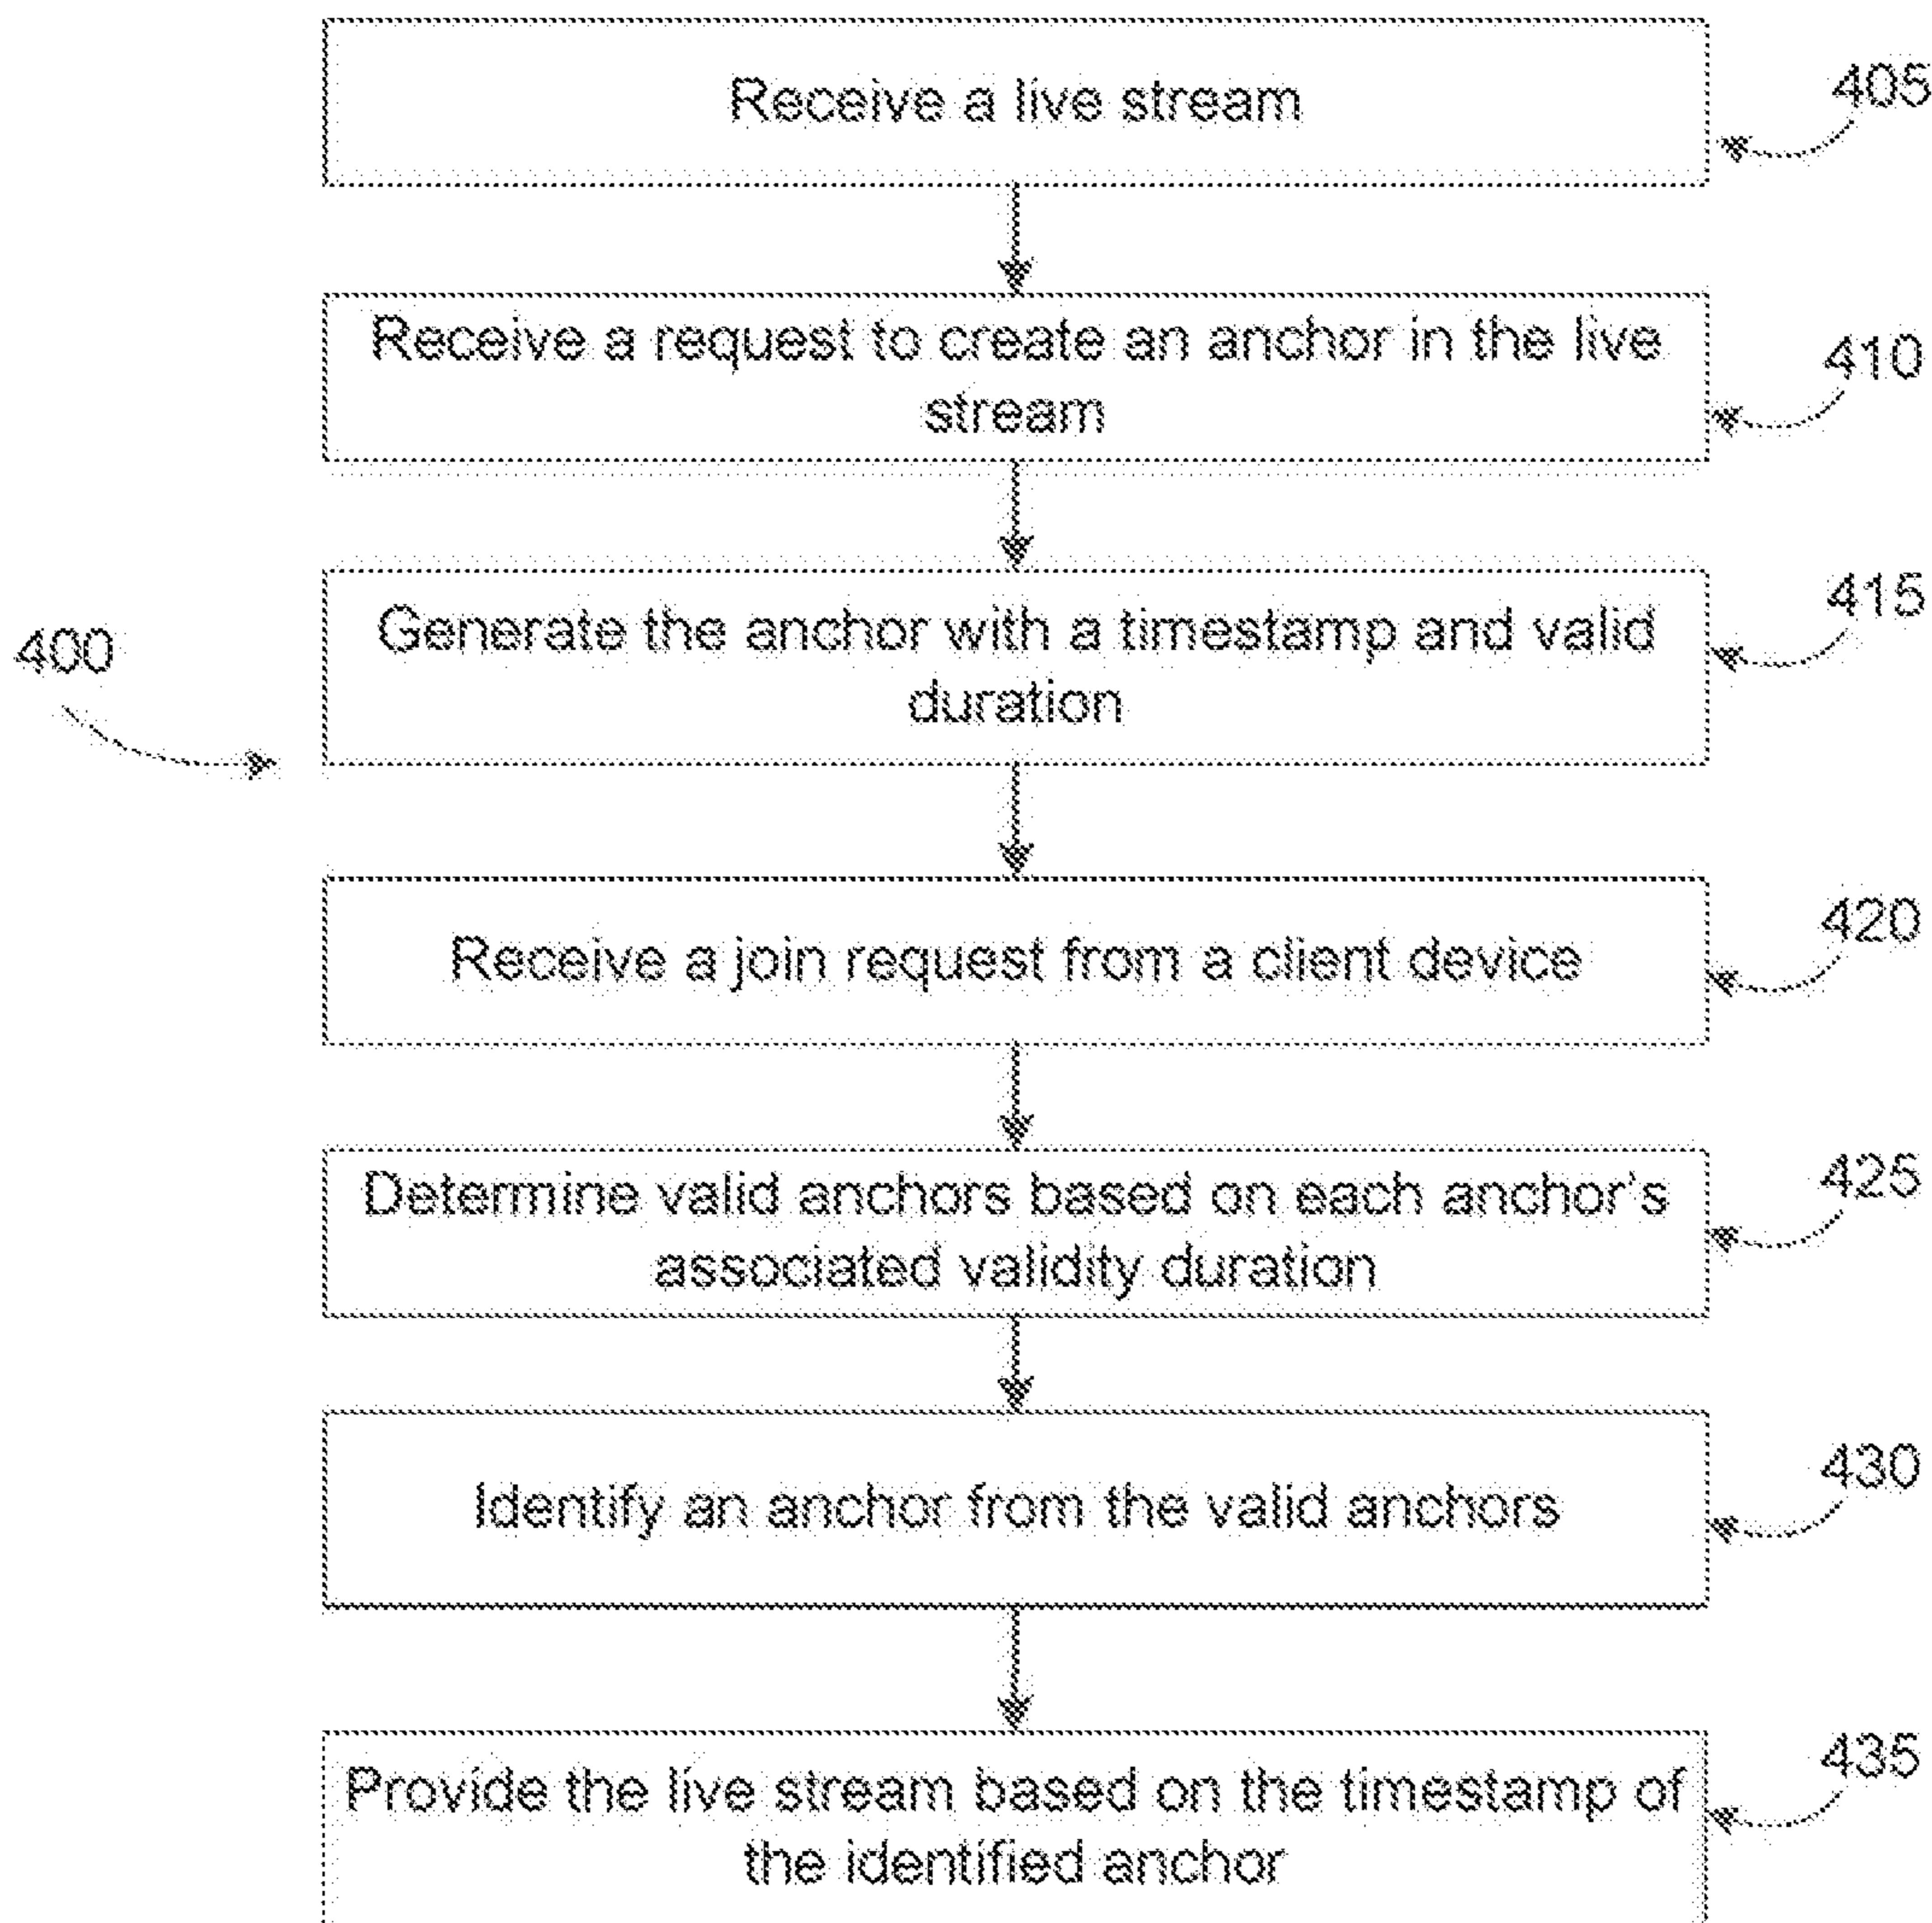 Receive a live stream
405
Receive a request to create an anchor in the live
stream
410
Generate the anchor with a timestamp and valid
duration
415
400
Receive a join request from a client device
420
Determine valid anchors based on each anchor's
associated validity duration
425
Identify an anchor from the valid anchors
430
Provide the live stream based on the timestamp of
the identified anchor
435